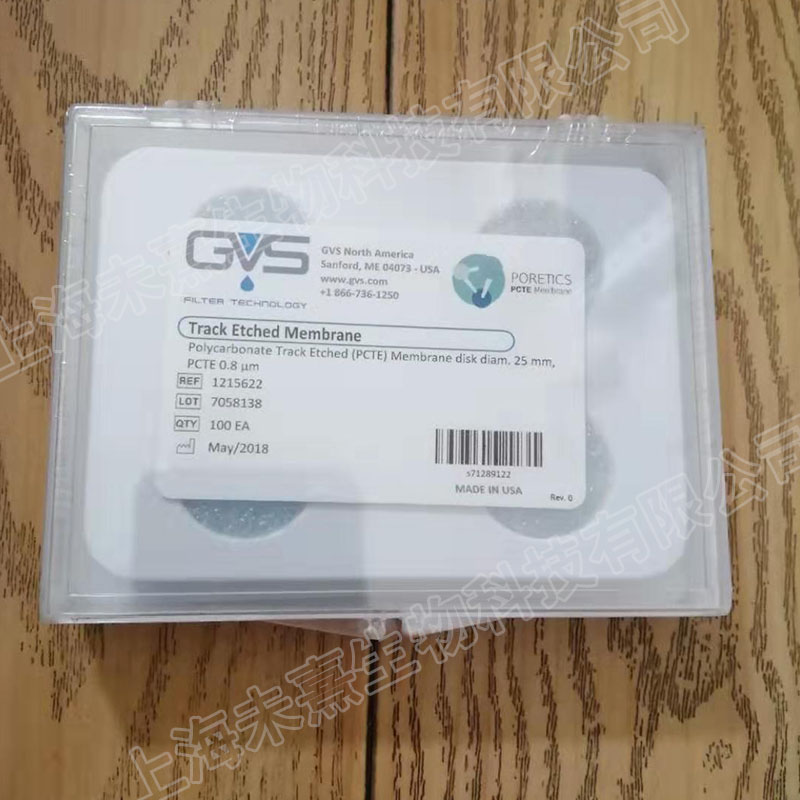 GVS
FILTER TECHNOLOGY
GVS North America
Sanford, ME 04073 - USA
www.gvs.com
+1 866-736-1250
PORETICS
PCTE Membrane
Track Etched Membrane
Polycarbonate Track Etched (PCTE) Membrane disk diam. 25 mm,
PCTE 0.8 µm
REF 1215622
LOT 7058138
QTY 100 EA
May/2018
s71289122
MADE IN USA
Rev. 0
上海未熹生物科技有限公司
上海未熹生物科技有限公司